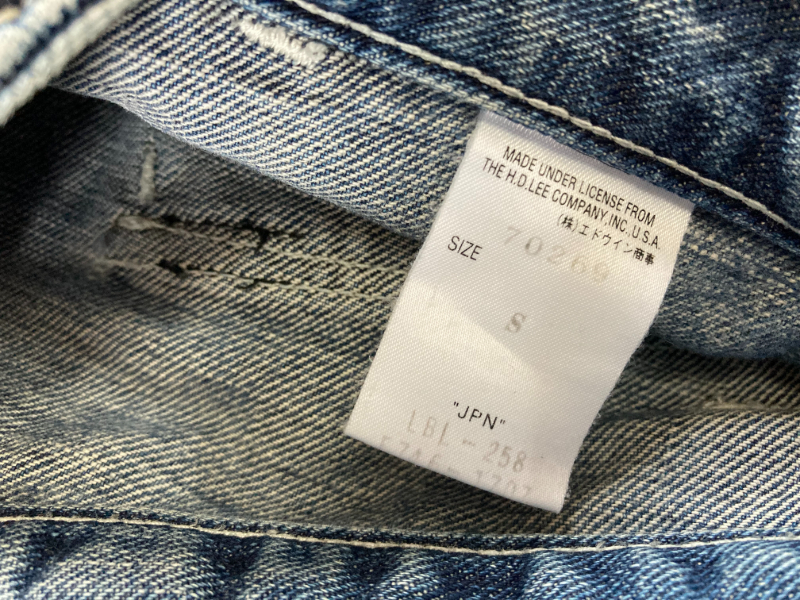 MADE UNDER LICENSE FROM
THE H.D.LEE COMPANY,INC.U.S.A.
(株)エドウイン商事
SIZE 70269
S
"JPN"
LBL-258